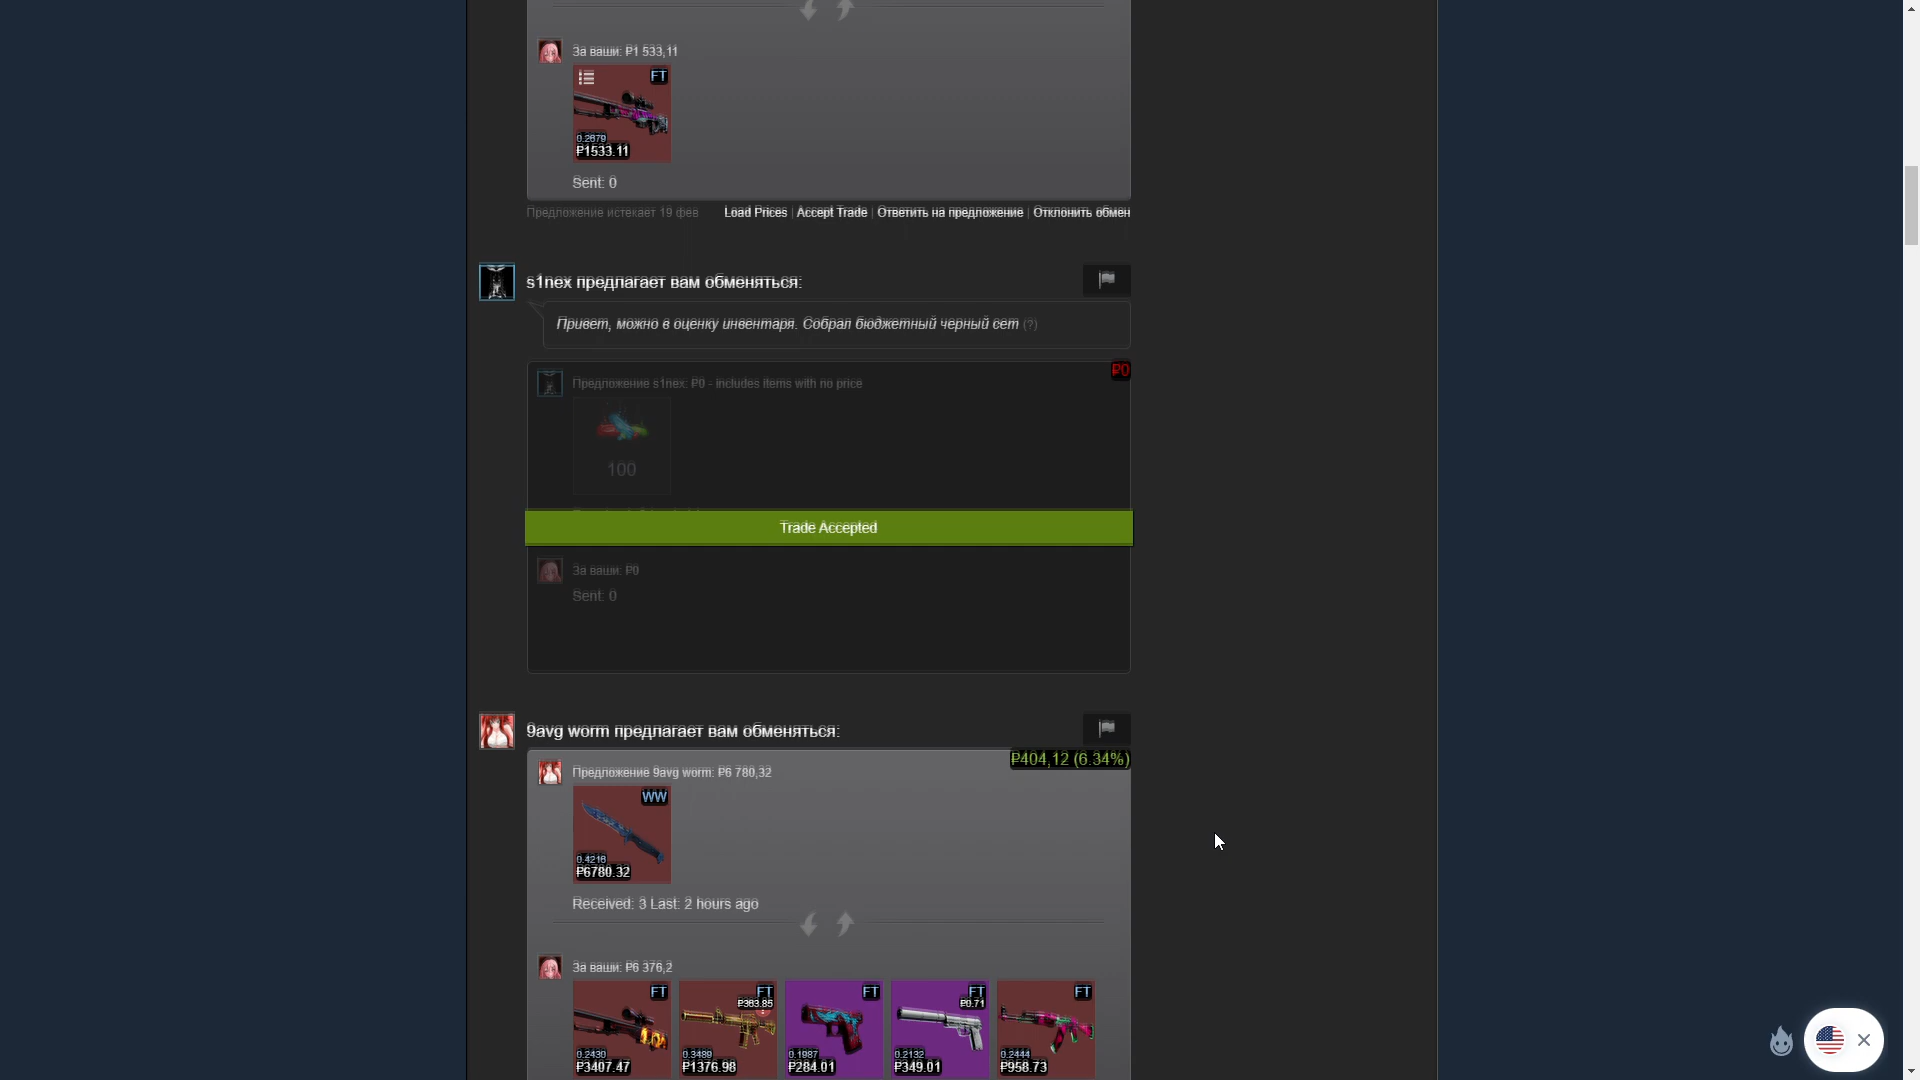 За ваши: ₽1 533,11
FT
0.2679
₽1533.11
Sent: 0
Предложение истекает 19 фев
Load Prices | Accept Trade | Ответить на предложение | Отклонить обмен
s1nex предлагает вам обменяться:
Привет, можно в оценку инвентаря. Собрал бюджетный черный сет (?)
₽0
Предложение s1nex: ₽0 - includes items with no price
100
Trade Accepted
За ваши: ₽0
Sent: 0
9avg worm предлагает вам обменяться:
₽404,12 (6.34%)
Предложение 9avg worm: ₽6 780,32
WW
0.4216
₽6780.32
Received: 3 Last: 2 hours ago
За ваши: ₽6 376,2
FT FT FT FT FT
₽363.85 ₽0.71
0.2430 0.3489 0.1987 0.2132 0.2444
₽3407.47 ₽1376.98 ₽284.01 ₽349.01 ₽958.73